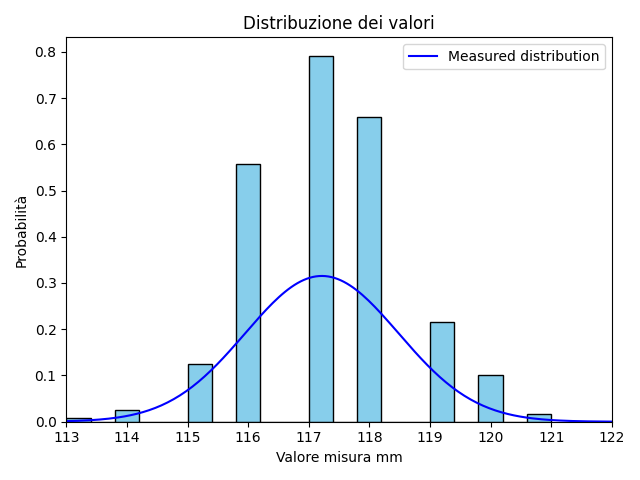 Distribuzione dei valori
Measured distribution
Probabilità
0.8
0.7
0.6
0.5
0.4
0.3
0.2
0.1
0.0
113 114 115 116 117 118 119 120 121 122
Valore misura mm